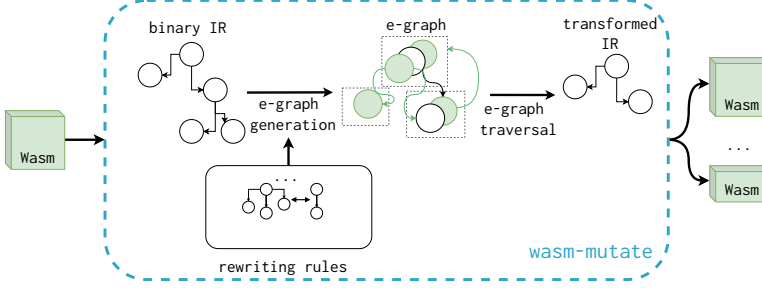 binary IR
e-graph
transformed
IR
e-graph
generation
e-graph
traversal
Wasm
Wasm
...
Wasm
...
rewriting rules
wasm-mutate